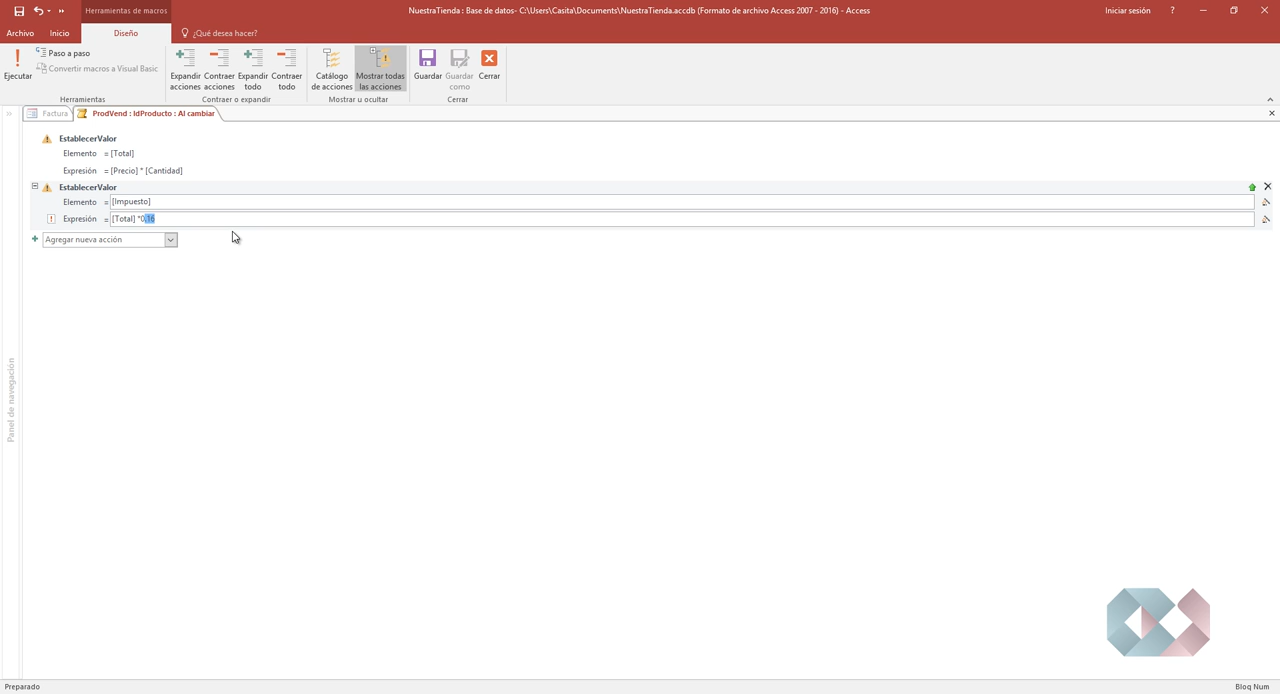 NuestraTienda : Base de datos- C:\Users\Casita\Documents\NuestraTienda.accdb (Formato de archivo Access 2007 - 2016) - Access
Herramientas de macros
Iniciar sesión
?
Archivo
Inicio
Diseño
¿Qué desea hacer?
Ejecutar
Paso a paso
Convertir macros a Visual Basic
Herramientas
Expandir acciones
Contraer acciones
Expandir todo
Contraer todo
Contraer o expandir
Catálogo de acciones
Mostrar todas las acciones
Mostrar u ocultar
Guardar
Guardar como
Cerrar
Cerrar
Factura
ProdVend : IdProducto : Al cambiar
EstablecerValor
Elemento = [Total]
Expresión = [Precio] * [Cantidad]
EstablecerValor
Elemento = [Impuesto]
Expresión = [Total] *0.16
Agregar nueva acción
Panel de navegación
Preparado
Bloq Num